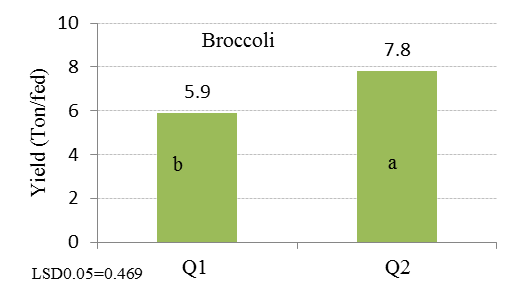 Broccoli
Yield (Ton/fed)
10
8
6
4
2
0
5.9
7.8
b
a
Q1
Q2
LSD0.05=0.469